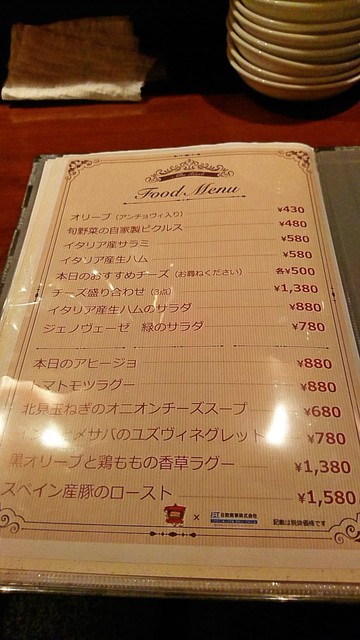 Food Menu
オリーブ (アンチョヴィ入り) ¥430
旬野菜の自家製ピクルス ¥480
イタリア産サラミ ¥580
イタリア産生ハム ¥580
本日のおすすめチーズ (お尋ねください) 各¥500
チーズ盛り合わせ (3点) ¥1,380
イタリア産生ハムのサラダ ¥880
ジェノヴェーゼ 緑のサラダ ¥780
本日のアヒージョ ¥880
トマトモツラグー ¥880
北見玉ねぎのオニオンチーズスープ ¥680
メサバのユズヴィネグレット ¥780
黒オリーブと鶏ももの香草ラグー ¥1,380
スペイン産豚のロースト ¥1,580
× 記載は税抜価格です